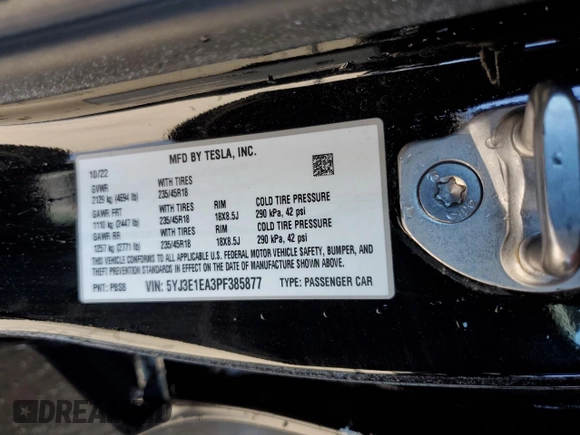 MFD BY TESLA, INC.
10/22
GVWR WITH TIRES
2129 kg (4694 lb) 235/45R18 RIM COLD TIRE PRESSURE
GAWR FRT WITH TIRES 18X8.5J 290 kPa, 42 psi
1110 kg (2447 lb) 235/45R18 RIM COLD TIRE PRESSURE
GAWR RR WITH TIRES 18X8.5J 290 kPa, 42 psi
1257 kg (2771 lb) 235/45R18
THIS VEHICLE CONFORMS TO ALL APPLICABLE U.S. FEDERAL MOTOR VEHICLE SAFETY, BUMPER, AND
THEFT PREVENTION STANDARDS IN EFFECT ON THE DATE OF MANUFACTURE SHOWN ABOVE.
PNT: PBSB VIN: 5YJ3E1EA3PF385877 TYPE: PASSENGER CAR